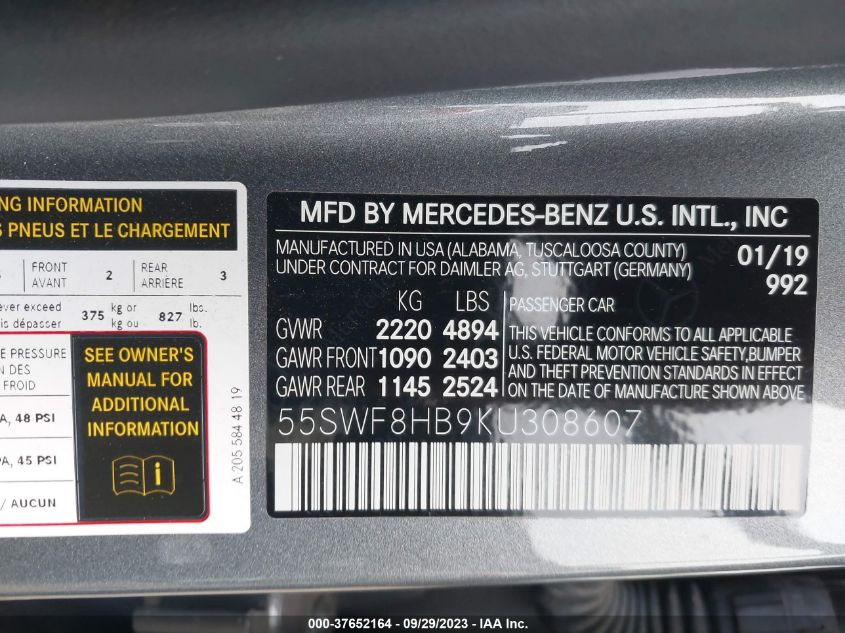 NG INFORMATION
S PNEUS ET LE CHARGEMENT
FRONT
AVANT
2
REAR
ARRIÈRE
3
ever exceed
is dépasser
375
kg or
kg ou
827
lbs.
lb.
E PRESSURE
N DES
FROID
A, 48 PSI
PA, 45 PSI
/ AUCUN
SEE OWNER'S
MANUAL FOR
ADDITIONAL
INFORMATION
i
A 205 584 48 19
MFD BY MERCEDES-BENZ U.S. INTL., INC
MANUFACTURED IN USA (ALABAMA, TUSCALOOSA COUNTY)
UNDER CONTRACT FOR DAIMLER AG, STUTTGART (GERMANY)
01/19
992
KG LBS
GVWR 2220 4894
GAWR FRONT 1090 2403
GAWR REAR 1145 2524
PASSENGER CAR
THIS VEHICLE CONFORMS TO ALL APPLICABLE
U.S. FEDERAL MOTOR VEHICLE SAFETY,BUMPER
AND THEFT PREVENTION STANDARDS IN EFFECT
ON THE DATE OF MANUFACTURE SHOWN ABOVE
55SWF8HB9KU308607
000-37652164 - 09/29/2023 - IAA Inc.